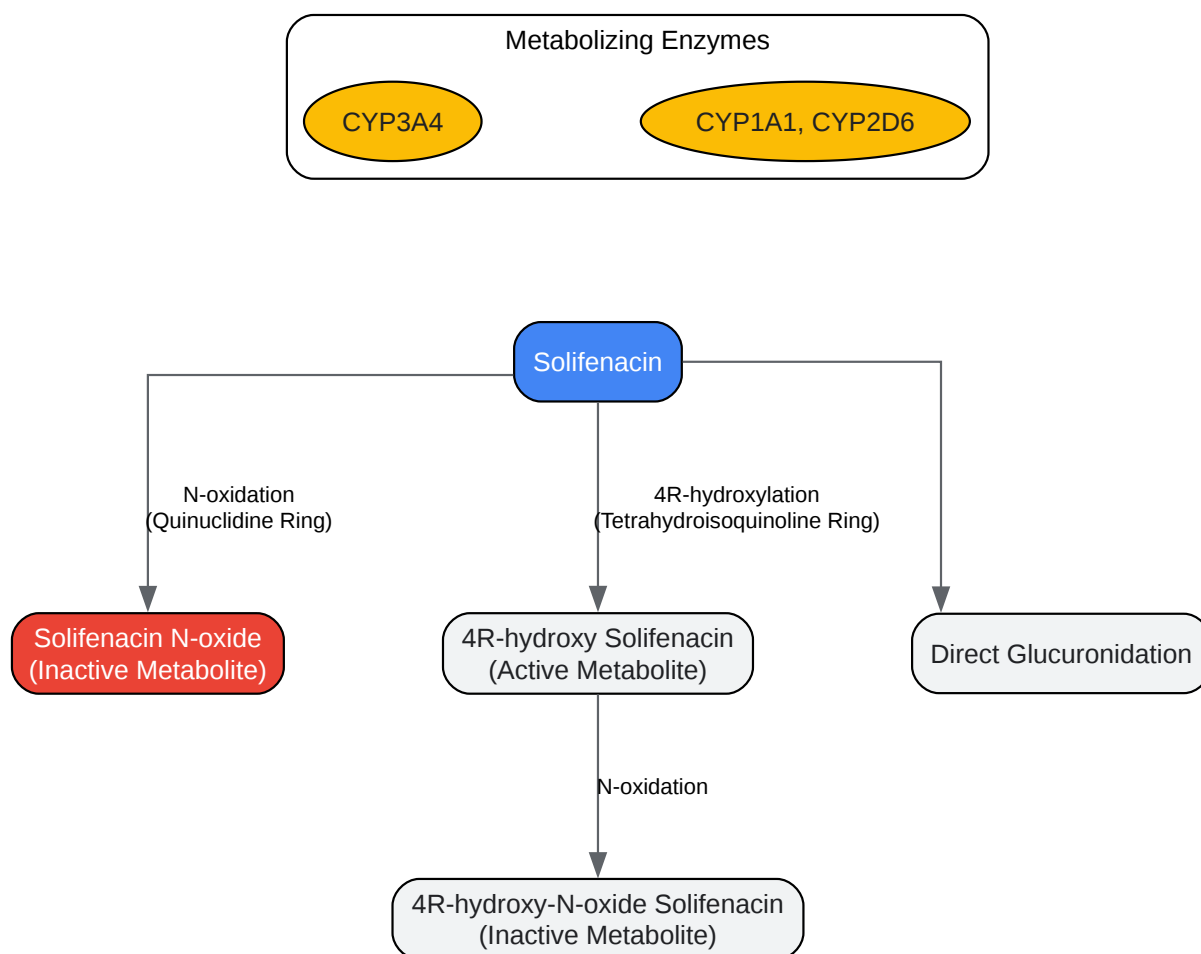 Metabolizing Enzymes
CYP3A4
CYP1A1, CYP2D6
Solifenacin
N-oxidation
(Quinuclidine Ring)
4R-hydroxylation
(Tetrahydroisoquinoline Ring)
Solifenacin N-oxide
(Inactive Metabolite)
4R-hydroxy Solifenacin
(Active Metabolite)
Direct Glucuronidation
N-oxidation
4R-hydroxy-N-oxide Solifenacin
(Inactive Metabolite)